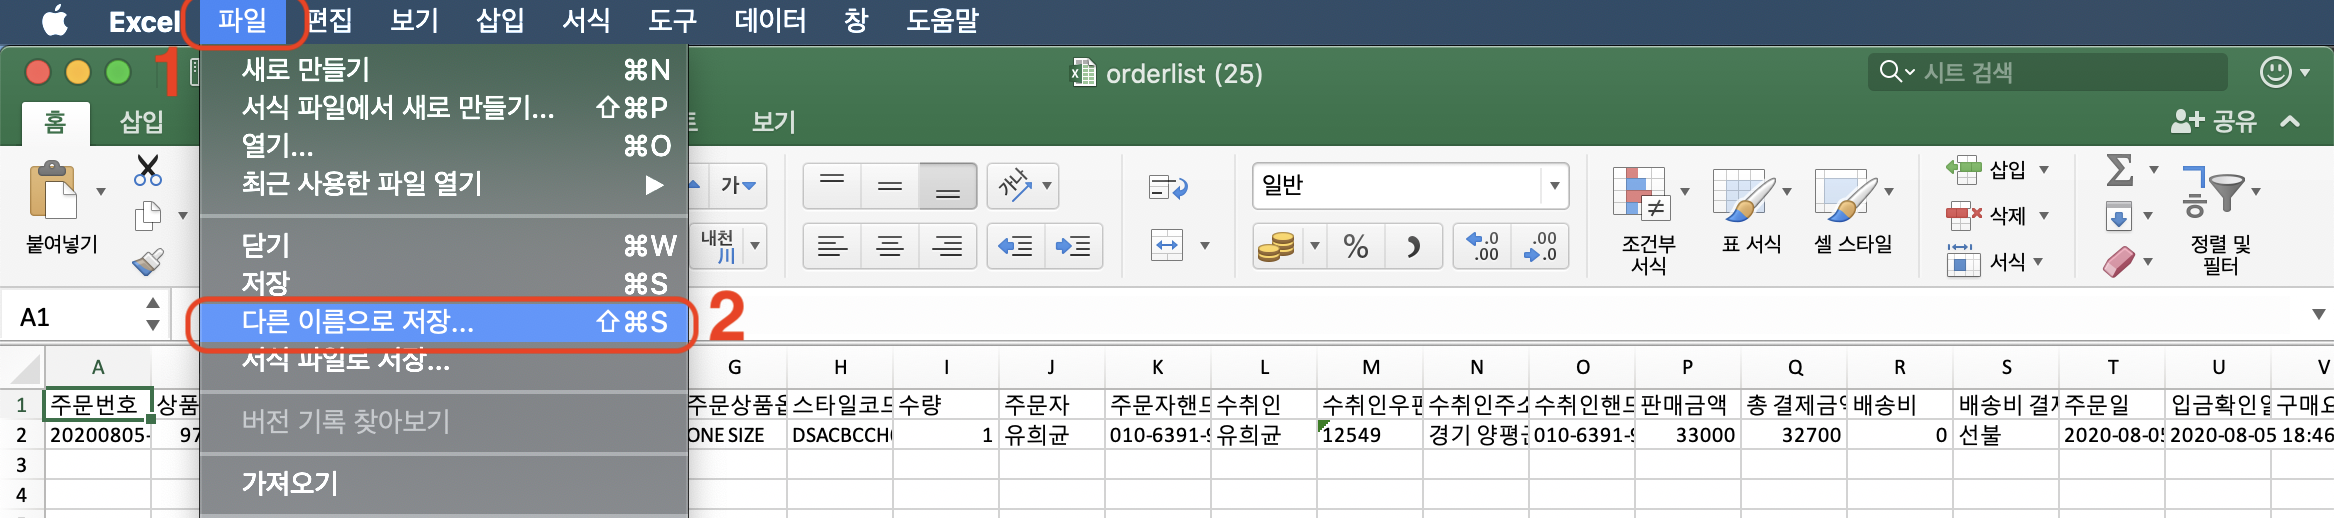 Excel 파일 편집 보기 삽입 서식 도구 데이터 창 도움말
1
orderlist (25)
시트 검색
홈 삽입 보기
공유
새로 만들기 ⌘N
서식 파일에서 새로 만들기... ⇧⌘P
열기... ⌘O
최근 사용한 파일 열기 ▶
닫기 ⌘W
저장 ⌘S
다른 이름으로 저장... ⇧⌘S
2
서식 파일로 저장...
버전 기록 찾아보기
가져오기
붙여넣기
가
내천
川
가나
일반
% ,
.0
.00
.00
.0
조건부
서식
표 서식
셀 스타일
삽입
삭제
서식
Σ
정렬 및
필터
A1
A G H I J K L M N O P Q R S T U V
1 주문번호 상품 주문상품옵 스타일코드 수량 주문자 주문자핸드 수취인 수취인우편 수취인주소 수취인핸드 판매금액 총 결제금액 배송비 배송비 결제 주문일 입금확인일 구매요
2 20200805- 97 ONE SIZE DSACBCCH 1 유희균 010-6391-9 유희균 12549 경기 양평군 010-6391-9 33000 32700 0 선불 2020-08-05 2020-08-05 18:46
3
4